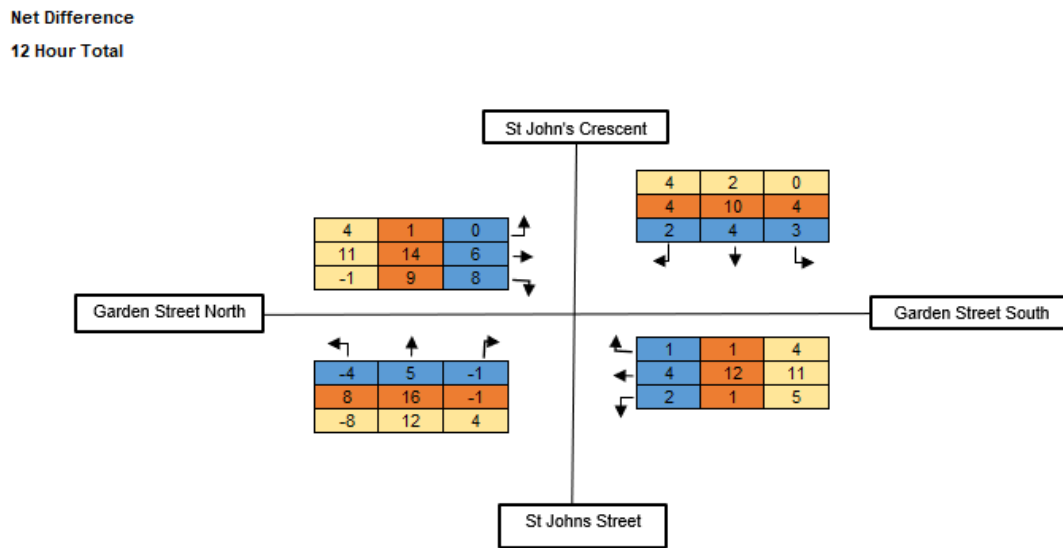 Net Difference
12 Hour Total
St John's Crescent
4 2 0
4 10 4
2 4 3
4 1 0
11 14 6
-1 9 8
Garden Street North
Garden Street South
-4 5 -1
8 16 -1
-8 12 4
1 1 4
4 12 11
2 1 5
St Johns Street